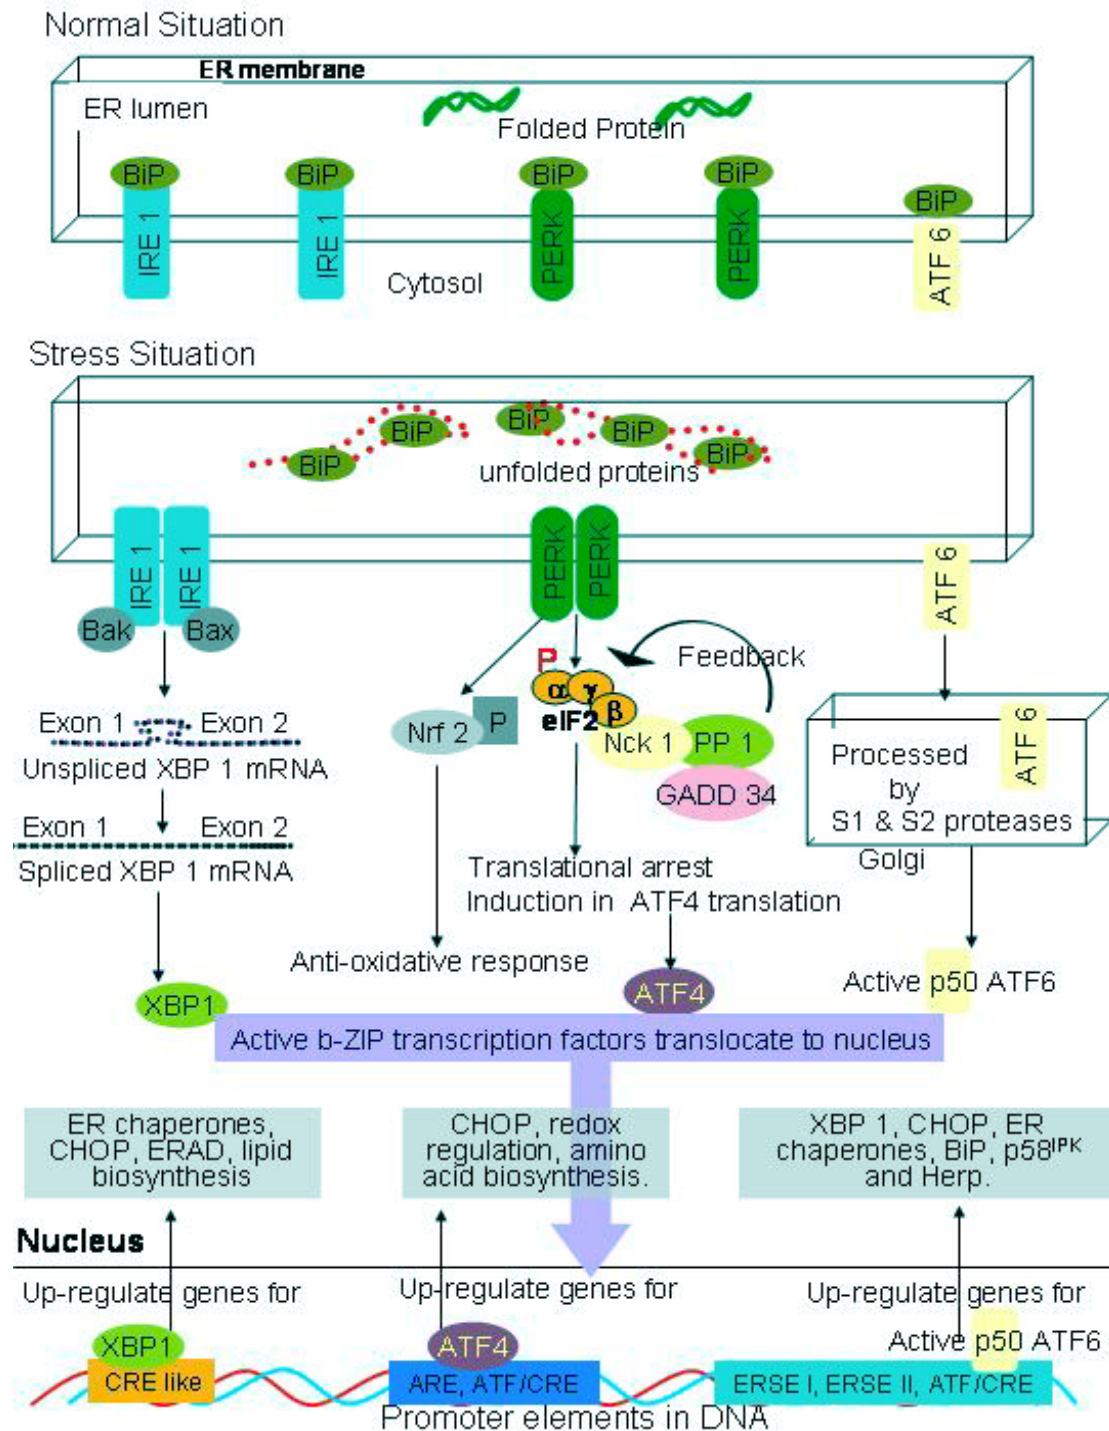 Normal Situation
ER membrane
ER lumen
Folded Protein
BiP
BiP
BiP
BiP
BiP
IRE 1
IRE 1
PERK
PERK
ATF 6
Cytosol
Stress Situation
BiP
BiP
BiP
BiP
BiP
unfolded proteins
IRE 1
IRE 1
PERK
PERK
ATF 6
Bak
Bax
Feedback
P
α
γ
β
eIF2
Nrf 2
P
Nck 1
PP 1
GADD 34
Exon 1
Exon 2
Unspliced XBP 1 mRNA
Exon 1
Exon 2
Spliced XBP 1 mRNA
ATF 6
Processed
by
S1 & S2 proteases
Golgi
Translational arrest
Induction in ATF4 translation
Anti-oxidative response
XBP1
ATF4
Active p50 ATF6
Active b-ZIP transcription factors translocate to nucleus
ER chaperones,
CHOP, ERAD, lipid
biosynthesis
CHOP, redox
regulation, amino
acid biosynthesis.
XBP 1, CHOP, ER
chaperones, BiP, p58IPK
and Herp.
Nucleus
Up-regulate genes for
Up-regulate genes for
Up-regulate genes for
XBP1
ATF4
Active p50 ATF6
CRE like
ARE, ATF/CRE
ERSE I, ERSE II, ATF/CRE
Promoter elements in DNA